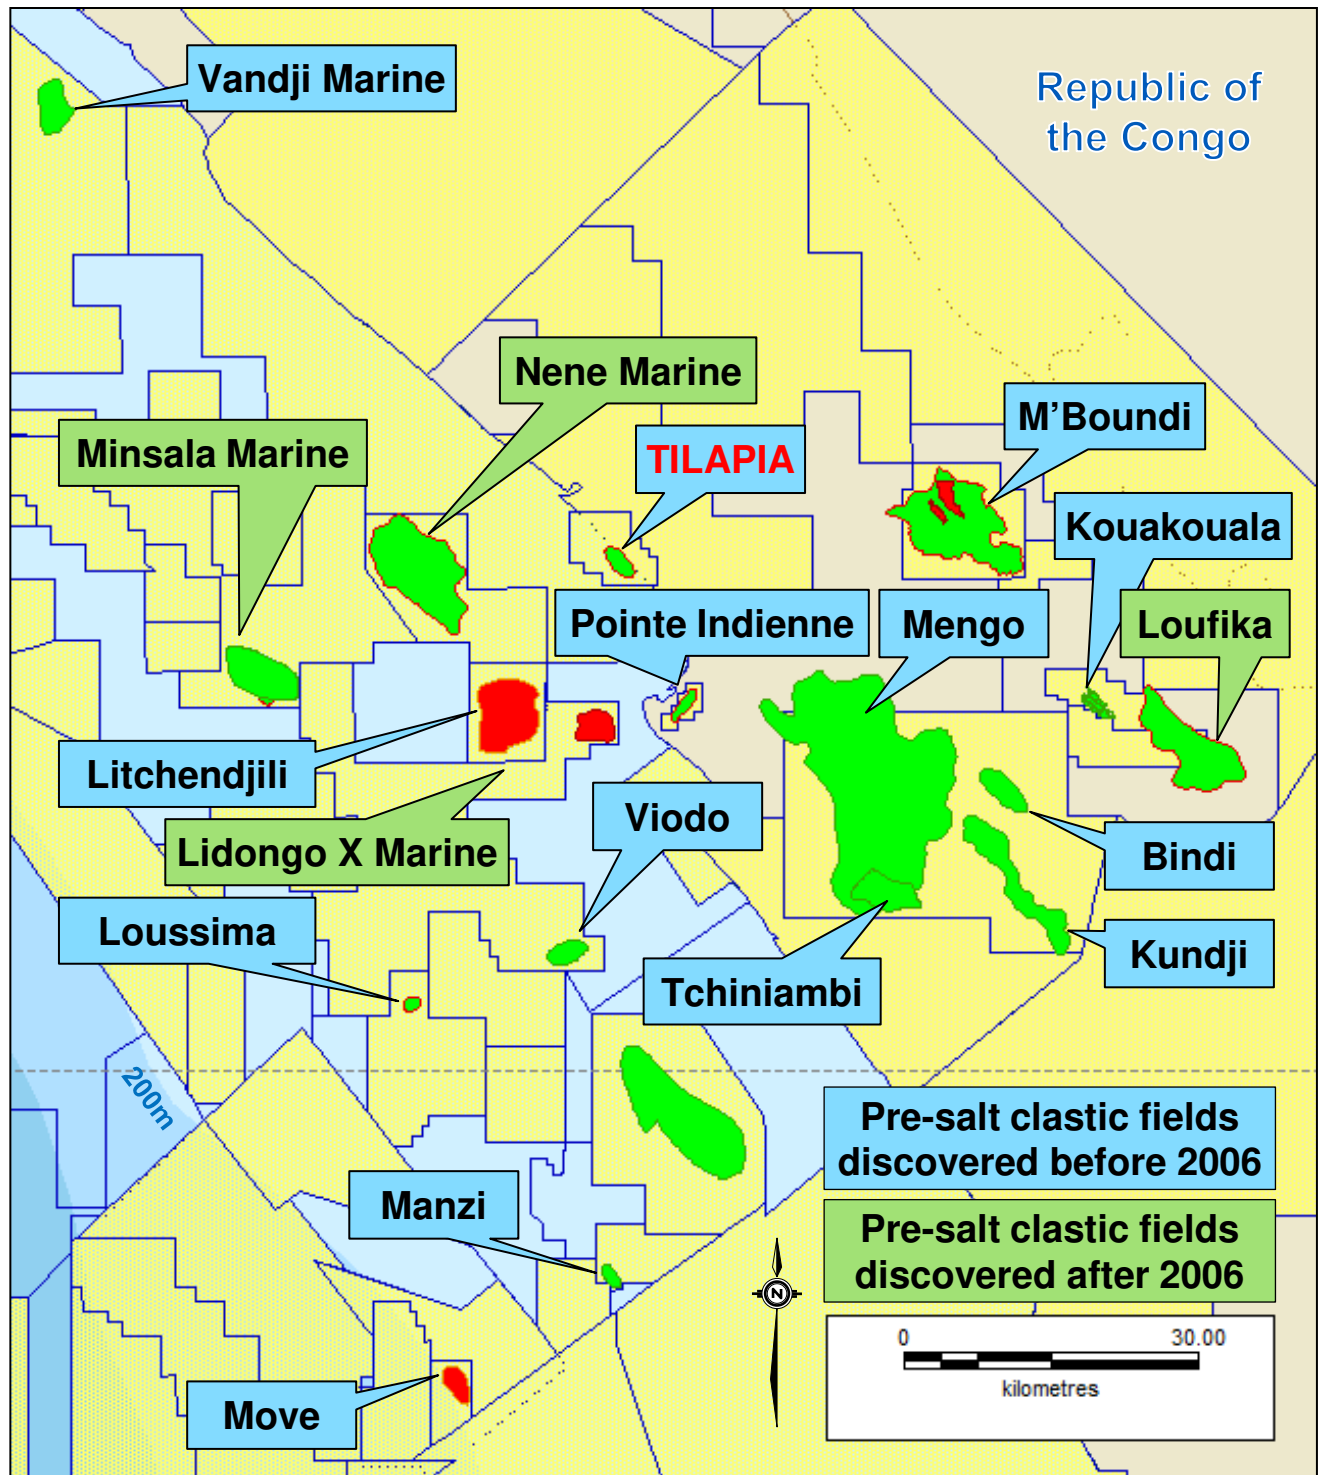 Vandji Marine
Republic of
the Congo
Nene Marine
M'Boundi
Minsala Marine
TILAPIA
Kouakouala
Pointe Indienne
Mengo
Loufika
Litchendjili
Viodo
Lidongo X Marine
Bindi
Loussima
Kundji
Tchiniambi
200m
Pre-salt clastic fields
discovered before 2006
Manzi
Pre-salt clastic fields
discovered after 2006
N
0 30.00
kilometres
Move